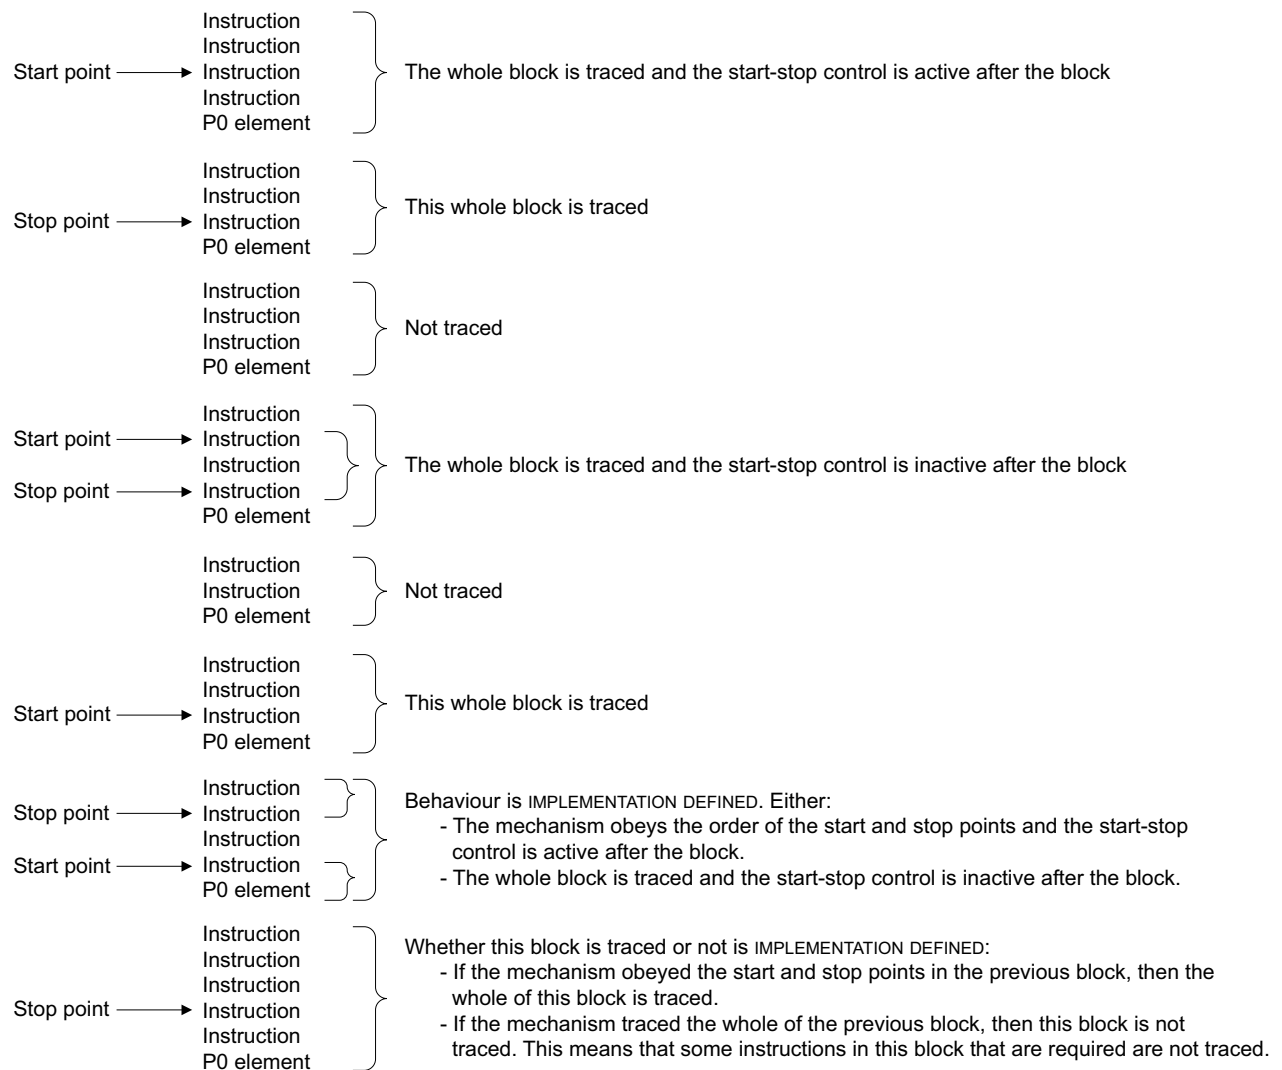 Instruction
Instruction
Start point Instruction The whole block is traced and the start-stop control is active after the block
Instruction
P0 element
Instruction
Instruction
This whole block is traced
Stop point Instruction
P0 element
Instruction
Instruction
Not traced
Instruction
P0 element
Instruction
Start point Instruction
Instruction The whole block is traced and the start-stop control is inactive after the block
Stop point Instruction
P0 element
Instruction
Instruction Not traced
P0 element
Instruction
Instruction
This whole block is traced
Start point Instruction
P0 element
Instruction
Behaviour is IMPLEMENTATION DEFINED. Either:
Stop point Instruction
- The mechanism obeys the order of the start and stop points and the start-stop
Instruction
control is active after the block.
Start point Instruction
- The whole block is traced and the start-stop control is inactive after the block.
P0 element
Instruction
Whether this block is traced or not is IMPLEMENTATION DEFINED:
Instruction
- If the mechanism obeyed the start and stop points in the previous block, then the
Instruction
whole of this block is traced.
Stop point Instruction
- If the mechanism traced the whole of the previous block, then this block is not
Instruction
traced. This means that some instructions in this block that are required are not traced.
P0 element